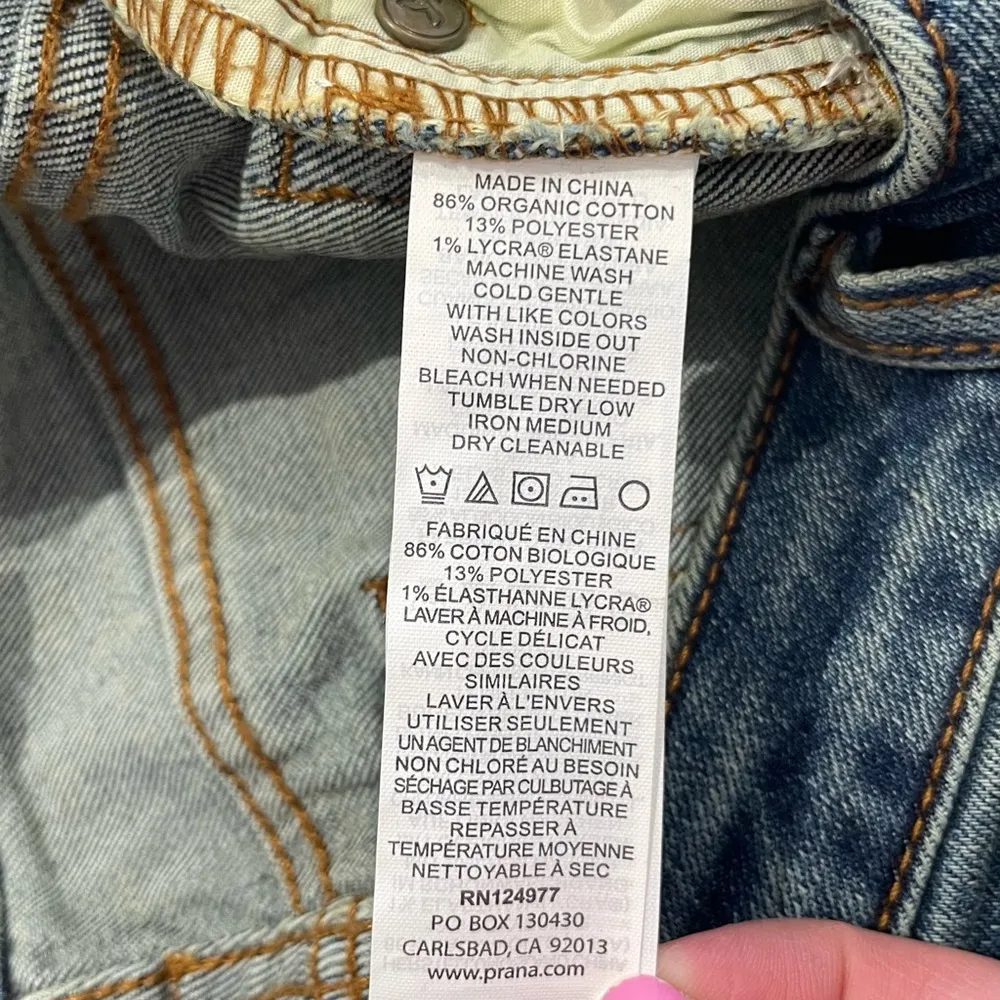 MADE IN CHINA
86% ORGANIC COTTON
13% POLYESTER
1% LYCRA® ELASTANE
MACHINE WASH
COLD GENTLE
WITH LIKE COLORS
WASH INSIDE OUT
NON-CHLORINE
BLEACH WHEN NEEDED
TUMBLE DRY LOW
IRON MEDIUM
DRY CLEANABLE
FABRIQUÉ EN CHINE
86% COTON BIOLOGIQUE
13% POLYESTER
1% ÉLASTHANNE LYCRA®
LAVER À MACHINE À FROID,
CYCLE DÉLICAT
AVEC DES COULEURS
SIMILAIRES
LAVER À L'ENVERS
UTILISER SEULEMENT
UN AGENT DE BLANCHIMENT
NON CHLORÉ AU BESOIN
SÉCHAGE PAR CULBUTAGE À
BASSE TEMPÉRATURE
REPASSER À
TEMPÉRATURE MOYENNE
NETTOYABLE À SEC
RN124977
PO BOX 130430
CARLSBAD, CA 92013
www.prana.com